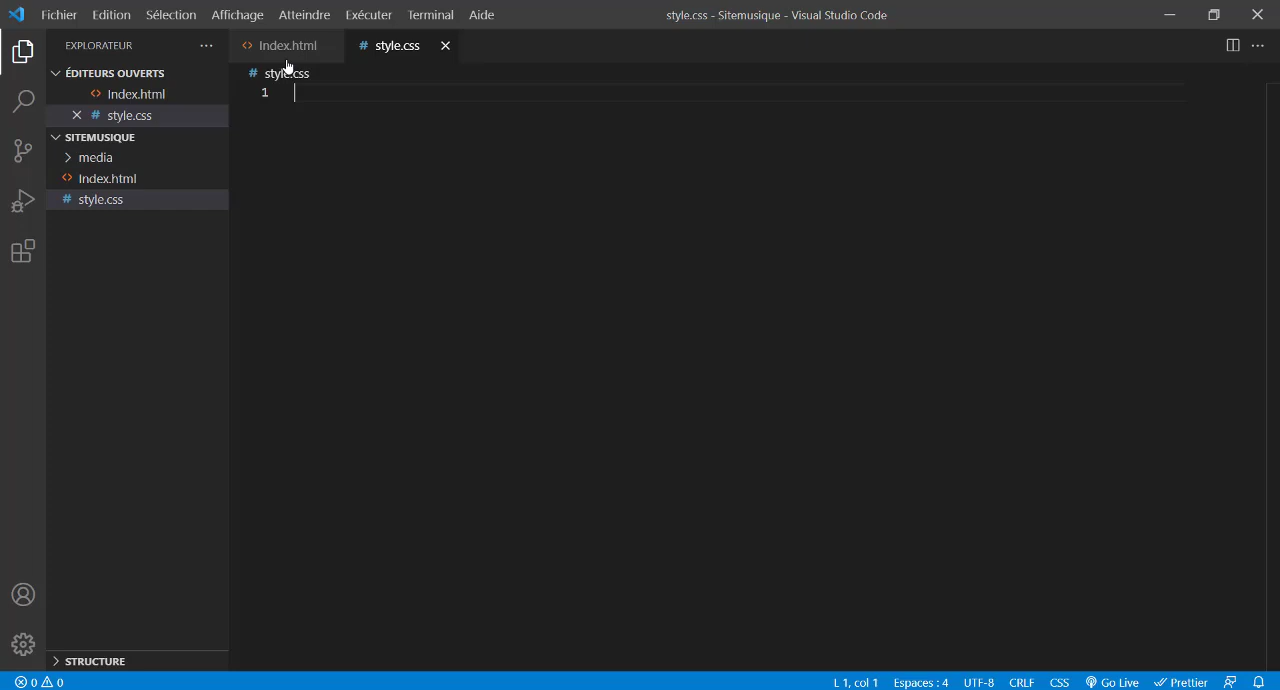 Fichier Edition Sélection Affichage Atteindre Exécuter Terminal Aide style.css - Sitemusique - Visual Studio Code
EXPLORATEUR
Index.html # style.css
ÉDITEURS OUVERTS
Index.html
# style.css
SITEMUSIQUE
media
Index.html
# style.css
# style.css
1
STRUCTURE
0 0 L 1, col 1 Espaces : 4 UTF-8 CRLF CSS Go Live Prettier